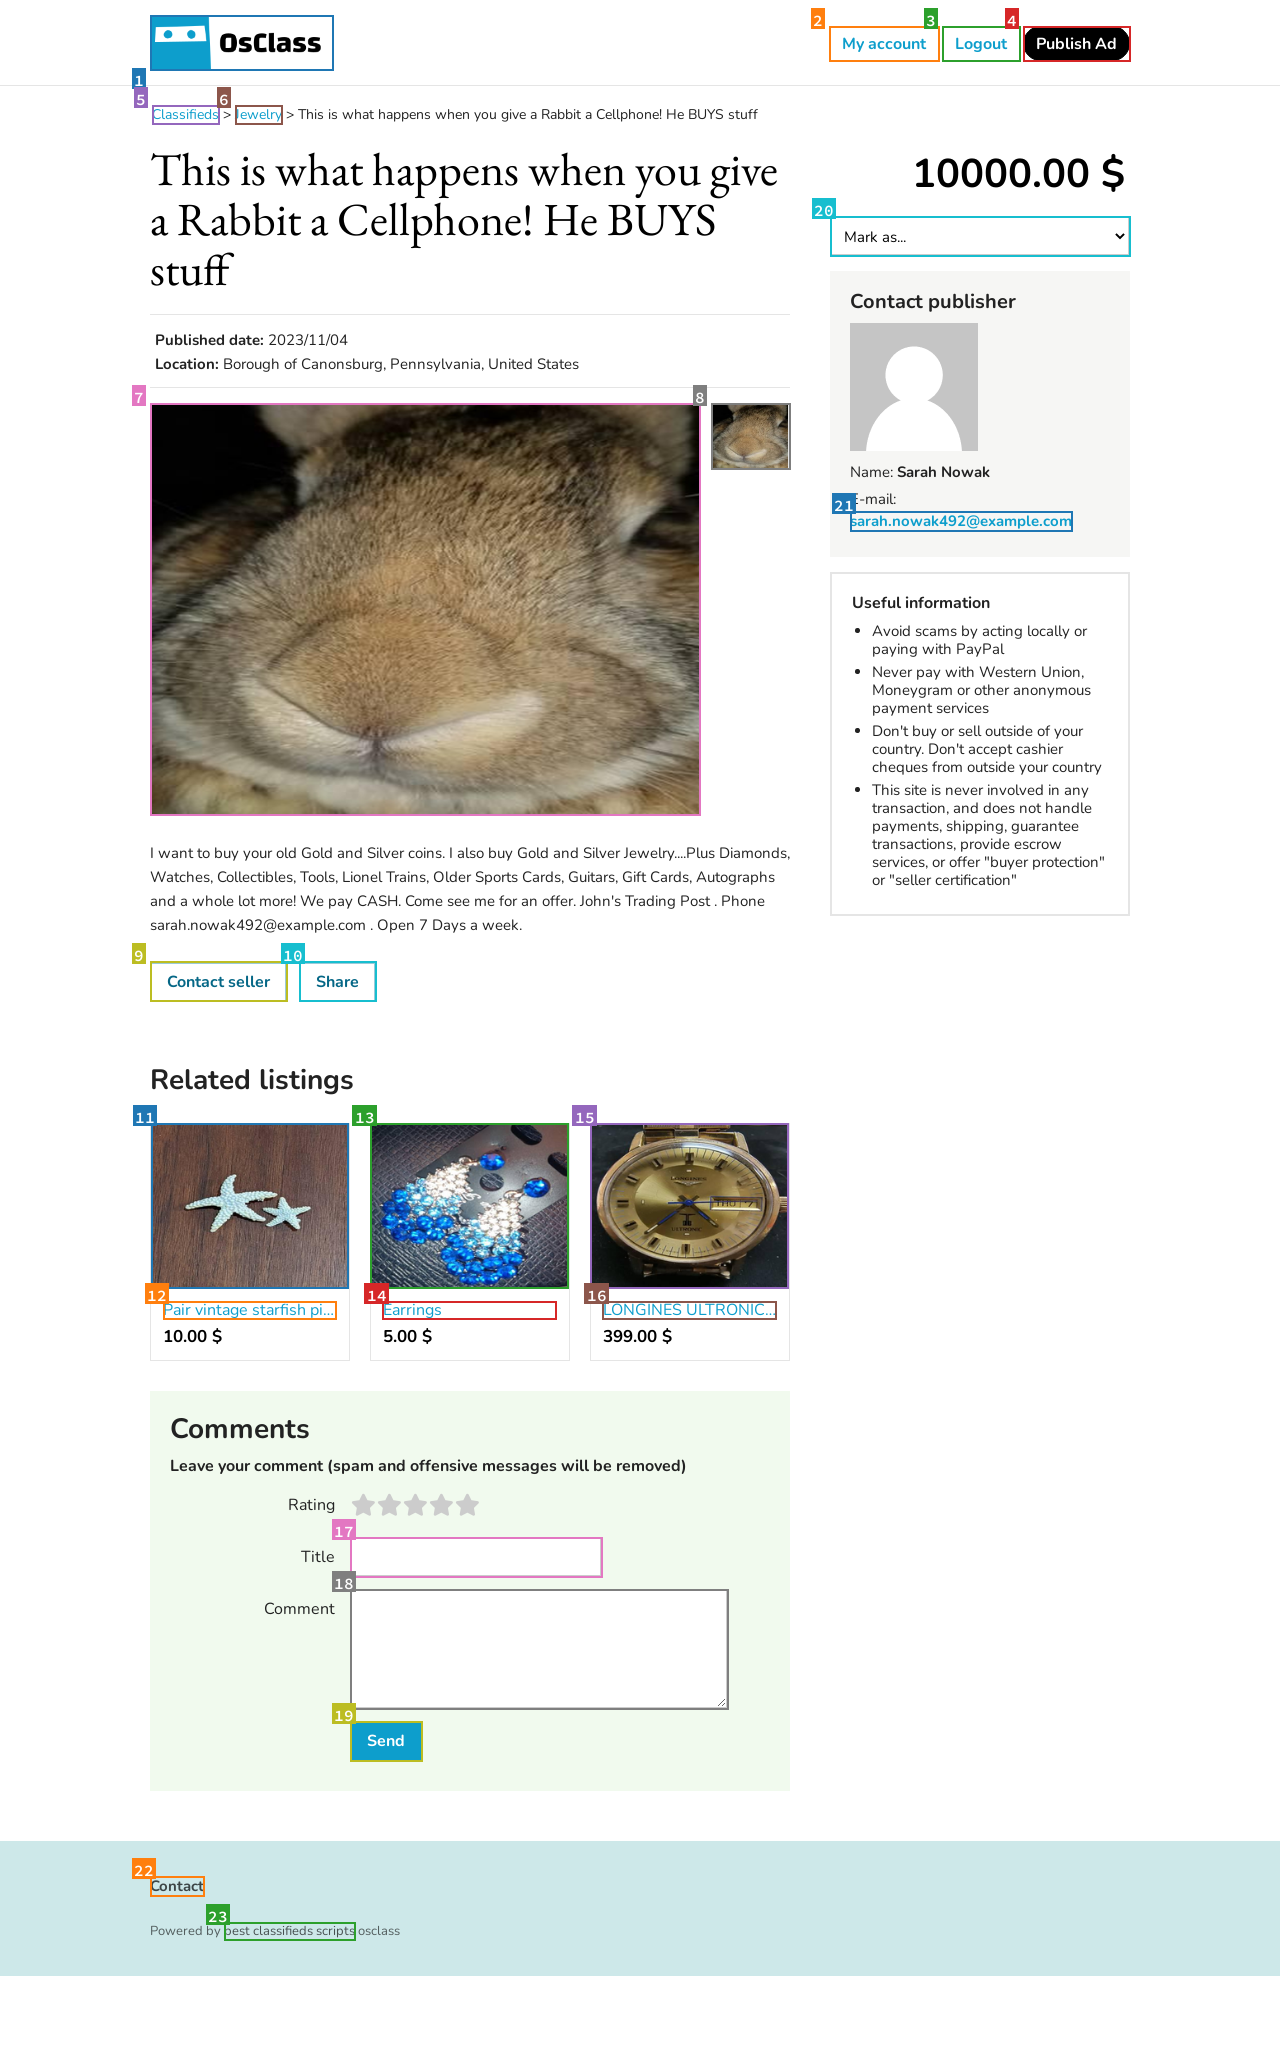 OsClass
1
2
My account
3
Logout
4
Publish Ad
5
6
Classifieds > Jewelry > This is what happens when you give a Rabbit a Cellphone! He BUYS stuff
This is what happens when you give
a Rabbit a Cellphone! He BUYS
stuff
10000.00 $
20
Mark as...
Published date: 2023/11/04
Location: Borough of Canonsburg, Pennsylvania, United States
7
8
Contact publisher
Name: Sarah Nowak
E-mail:
21
sarah.nowak492@example.com
Useful information
Avoid scams by acting locally or
paying with PayPal
Never pay with Western Union,
Moneygram or other anonymous
payment services
Don't buy or sell outside of your
country. Don't accept cashier
cheques from outside your country
This site is never involved in any
transaction, and does not handle
payments, shipping, guarantee
transactions, provide escrow
services, or offer "buyer protection"
or "seller certification"
I want to buy your old Gold and Silver coins. I also buy Gold and Silver Jewelry....Plus Diamonds,
Watches, Collectibles, Tools, Lionel Trains, Older Sports Cards, Guitars, Gift Cards, Autographs
and a whole lot more! We pay CASH. Come see me for an offer. John's Trading Post . Phone
sarah.nowak492@example.com . Open 7 Days a week.
9
Contact seller
10
Share
Related listings
11
13
15
LONGINES
ULTRONIC
12
Pair vintage starfish pi...
10.00 $
14
Earrings
5.00 $
16
LONGINES ULTRONIC...
399.00 $
Comments
Leave your comment (spam and offensive messages will be removed)
Rating
17
Title
18
Comment
19
Send
22
Contact
23
Powered by best classifieds scripts osclass